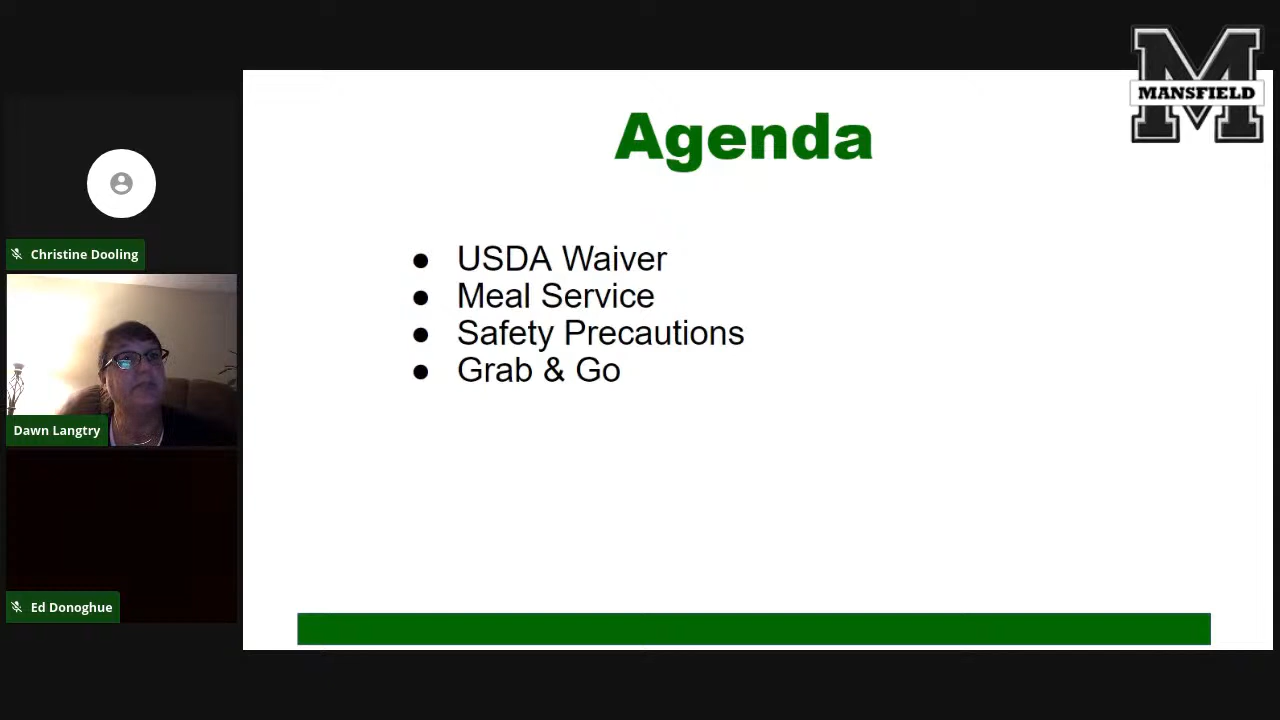 MANSFIELD
Agenda
● USDA Waiver
● Meal Service
● Safety Precautions
● Grab & Go
Christine Dooling
Dawn Langtry
Ed Donoghue